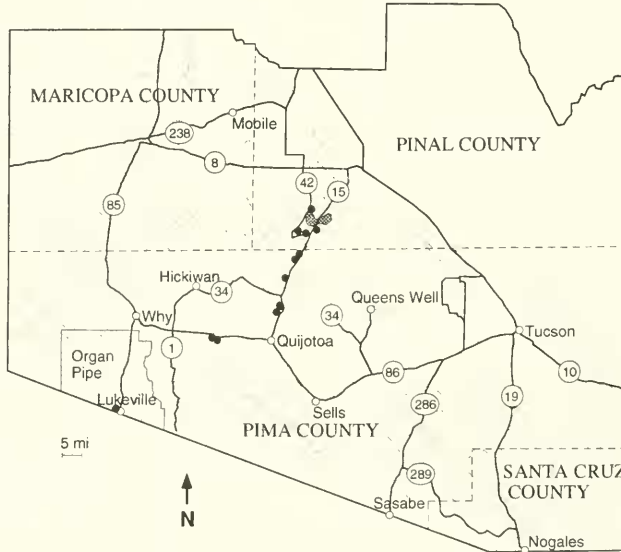 MARICOPA COUNTY
Mobile
238
PINAL COUNTY
8
42
15
85
Hickiwan
34
Queens Well
34
Why
Quijotoa
Tucson
Organ
Pipe
1
86
10
Lukeville
Sells
286
19
5 mi
PIMA COUNTY
289
SANTA CRUZ
COUNTY
N
Sasabe
Nogales